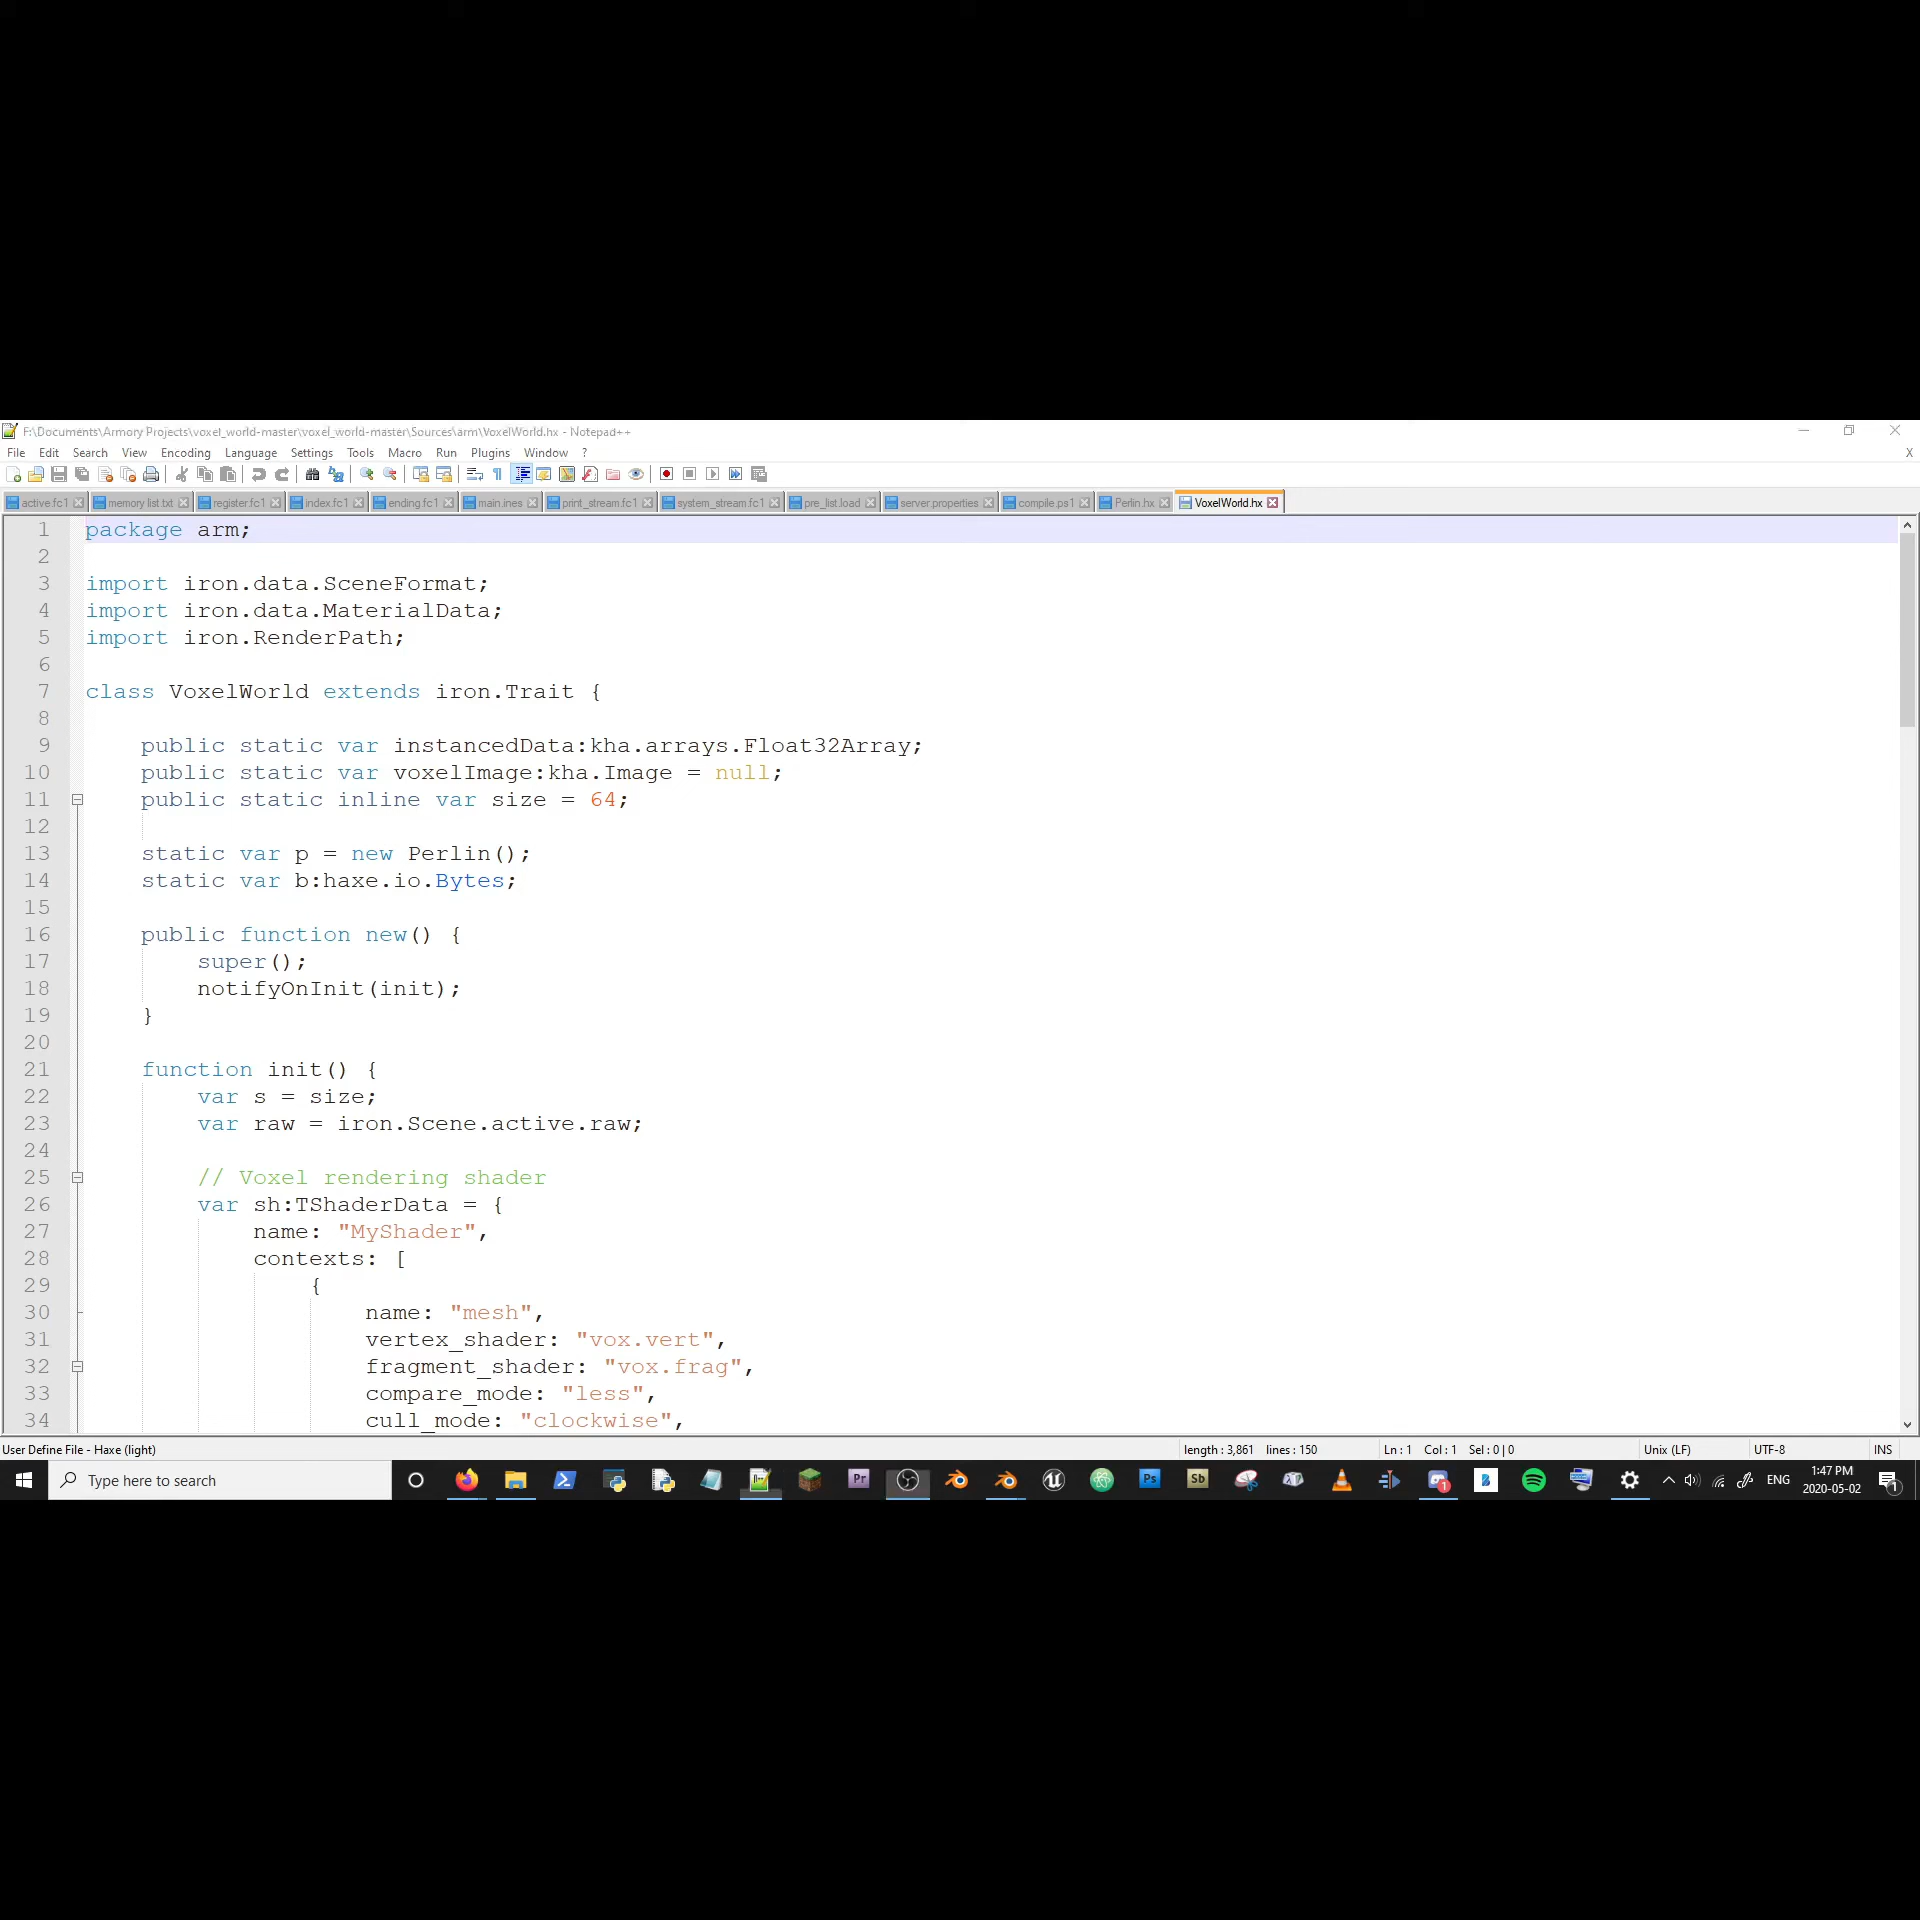 F:\Documents\Armory Projects\voxel_world-master\voxel_world-master\Sources\arm\VoxelWorld.hx - Notepad++
File Edit Search View Encoding Language Settings Tools Macro Run Plugins Window ? X
active.fc1 memory list.txt register.fc1 index.fc1 ending.fc1 main.ines print_stream.fc1 system_stream.fc1 pre_list.load server.properties compile.ps1 Perlin.hx VoxelWorld.hx
1 package arm;
2
3 import iron.data.SceneFormat;
4 import iron.data.MaterialData;
5 import iron.RenderPath;
6
7 class VoxelWorld extends iron.Trait {
8
9 public static var instancedData:kha.arrays.Float32Array;
10 public static var voxelImage:kha.Image = null;
11 public static inline var size = 64;
12
13 static var p = new Perlin();
14 static var b:haxe.io.Bytes;
15
16 public function new() {
17 super();
18 notifyOnInit(init);
19 }
20
21 function init() {
22 var s = size;
23 var raw = iron.Scene.active.raw;
24
25 // Voxel rendering shader
26 var sh:TShaderData = {
27 name: "MyShader",
28 contexts: [
29 {
30 name: "mesh",
31 vertex_shader: "vox.vert",
32 fragment_shader: "vox.frag",
33 compare_mode: "less",
34 cull_mode: "clockwise",
User Define File - Haxe (light) length : 3,861 lines : 150 Ln : 1 Col : 1 Sel : 0 | 0 Unix (LF) UTF-8 INS
Type here to search Pr Ps Sb 1 B ENG 1:47 PM 1
2020-05-02